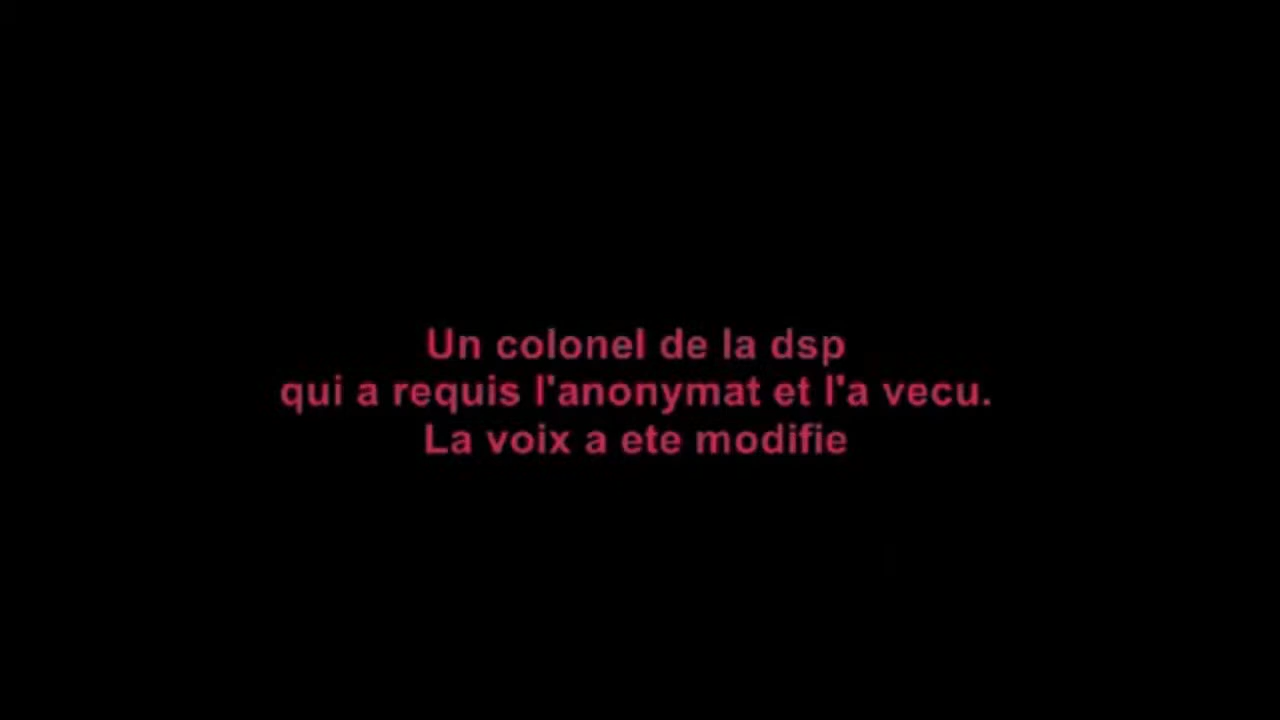 Un colonel de la dsp
qui a requis l'anonymat et l'a vecu.
La voix a ete modifie